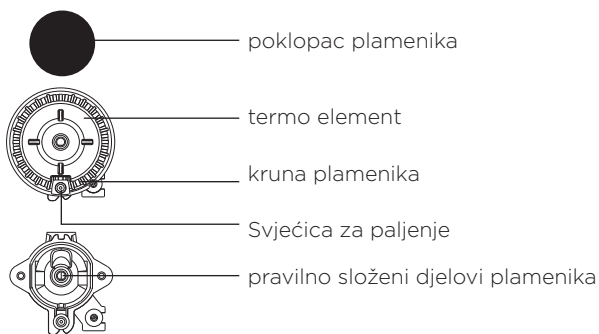 poklopac plamenika
termo element
kruna plamenika
Svjećica za paljenje
pravilno složeni djelovi plamenika